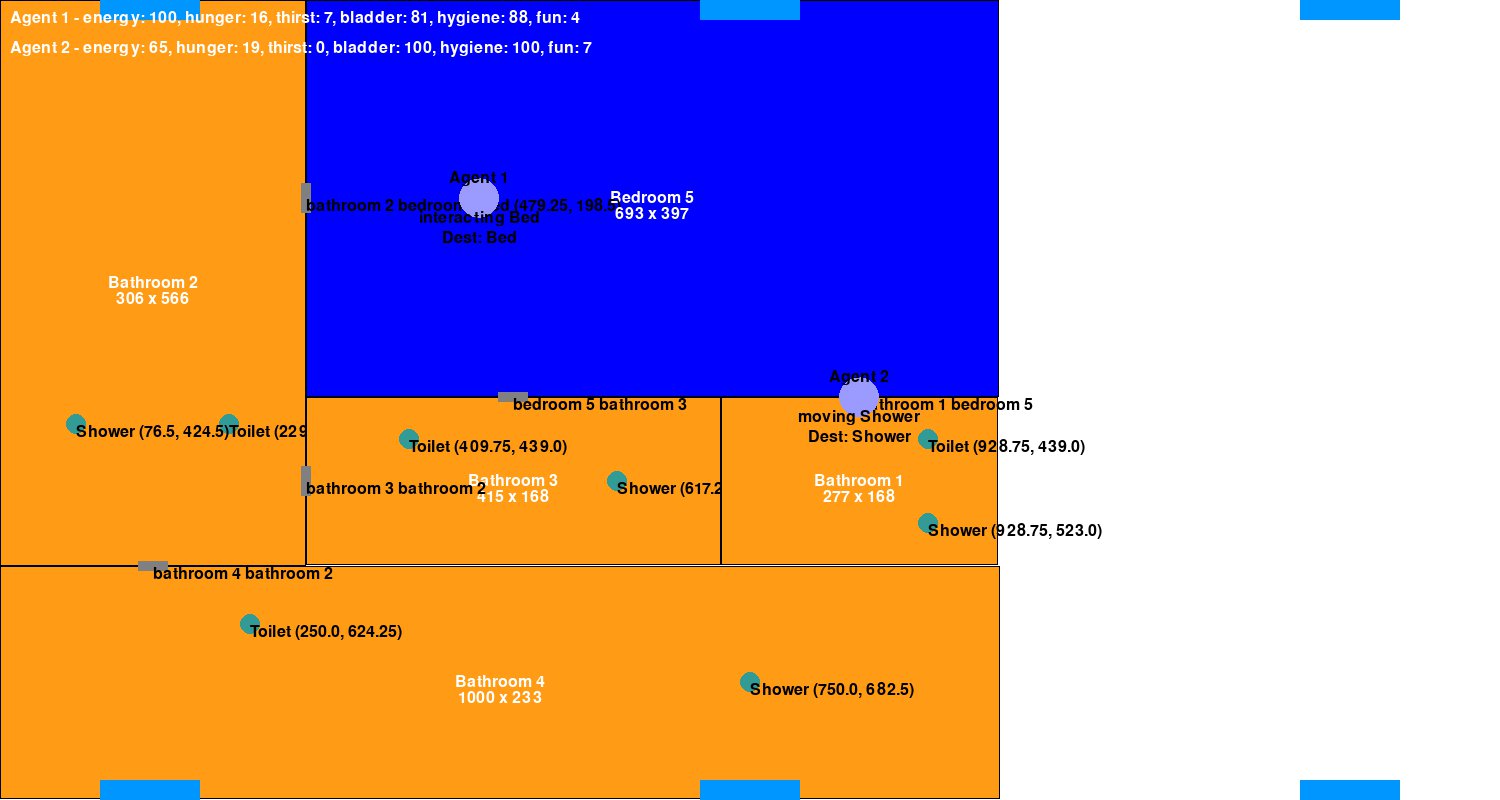 Agent 1 - energy: 100, hunger: 16, thirst: 7, bladder: 81, hygiene: 88, fun: 4
Agent 2 - energy: 65, hunger: 19, thirst: 0, bladder: 100, hygiene: 100, fun: 7
Agent 1
Bedroom 5
693 x 397
bathroom 2 (479.25, 198.5
interacting Bed
Dest: Bed
Bathroom 2
306 x 566
Agent 2
bedroom 5 bathroom 3
1 bedroom 5
moving Shower
Dest: Shower
Shower (76.5, 424.5)
Toilet (229
Toilet (409.75, 439.0)
Toilet (928.75, 439.0)
bathroom 3 bathroom 2
Bathroom 3
415 x 168
Shower (617.2
Bathroom 1
277 x 168
Shower (928.75, 523.0)
bathroom 4 bathroom 2
Toilet (250.0, 624.25)
Bathroom 4
1000 x 233
Shower (750.0, 682.5)